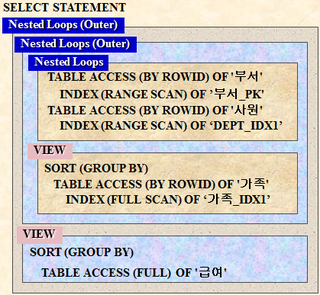 SELECT STATEMENT
Nested Loops (Outer)
Nested Loops (Outer)
Nested Loops
TABLE ACCESS (BY ROWID) OF '부서'
INDEX (RANGE SCAN) OF '부서_PK'
TABLE ACCESS (BY ROWID) OF '사원'
INDEX (RANGE SCAN) OF 'DEPT_IDX1'
VIEW
SORT (GROUP BY)
TABLE ACCESS (BY ROWID) OF '가족'
INDEX (FULL SCAN) OF '가족_IDX1'
VIEW
SORT (GROUP BY)
TABLE ACCESS (FULL) OF '급여'